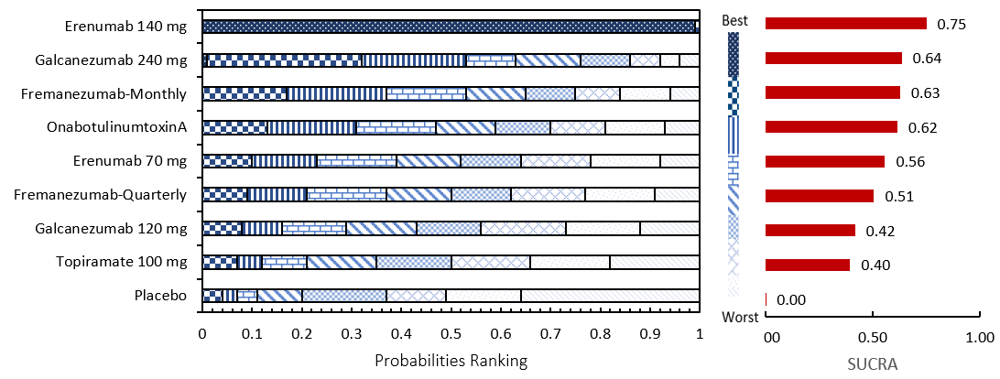 Erenumab 140 mg
Galcanezumab 240 mg
Fremanezumab-Monthly
OnabotulinumtoxinA
Erenumab 70 mg
Fremanezumab-Quarterly
Galcanezumab 120 mg
Topiramate 100 mg
Placebo
0 0.1 0.2 0.3 0.4 0.5 0.6 0.7 0.8 0.9 1
Probabilities Ranking
Best
Worst
0.75
0.64
0.63
0.62
0.56
0.51
0.42
0.40
0.00
00 0.50 1.00
SUCRA